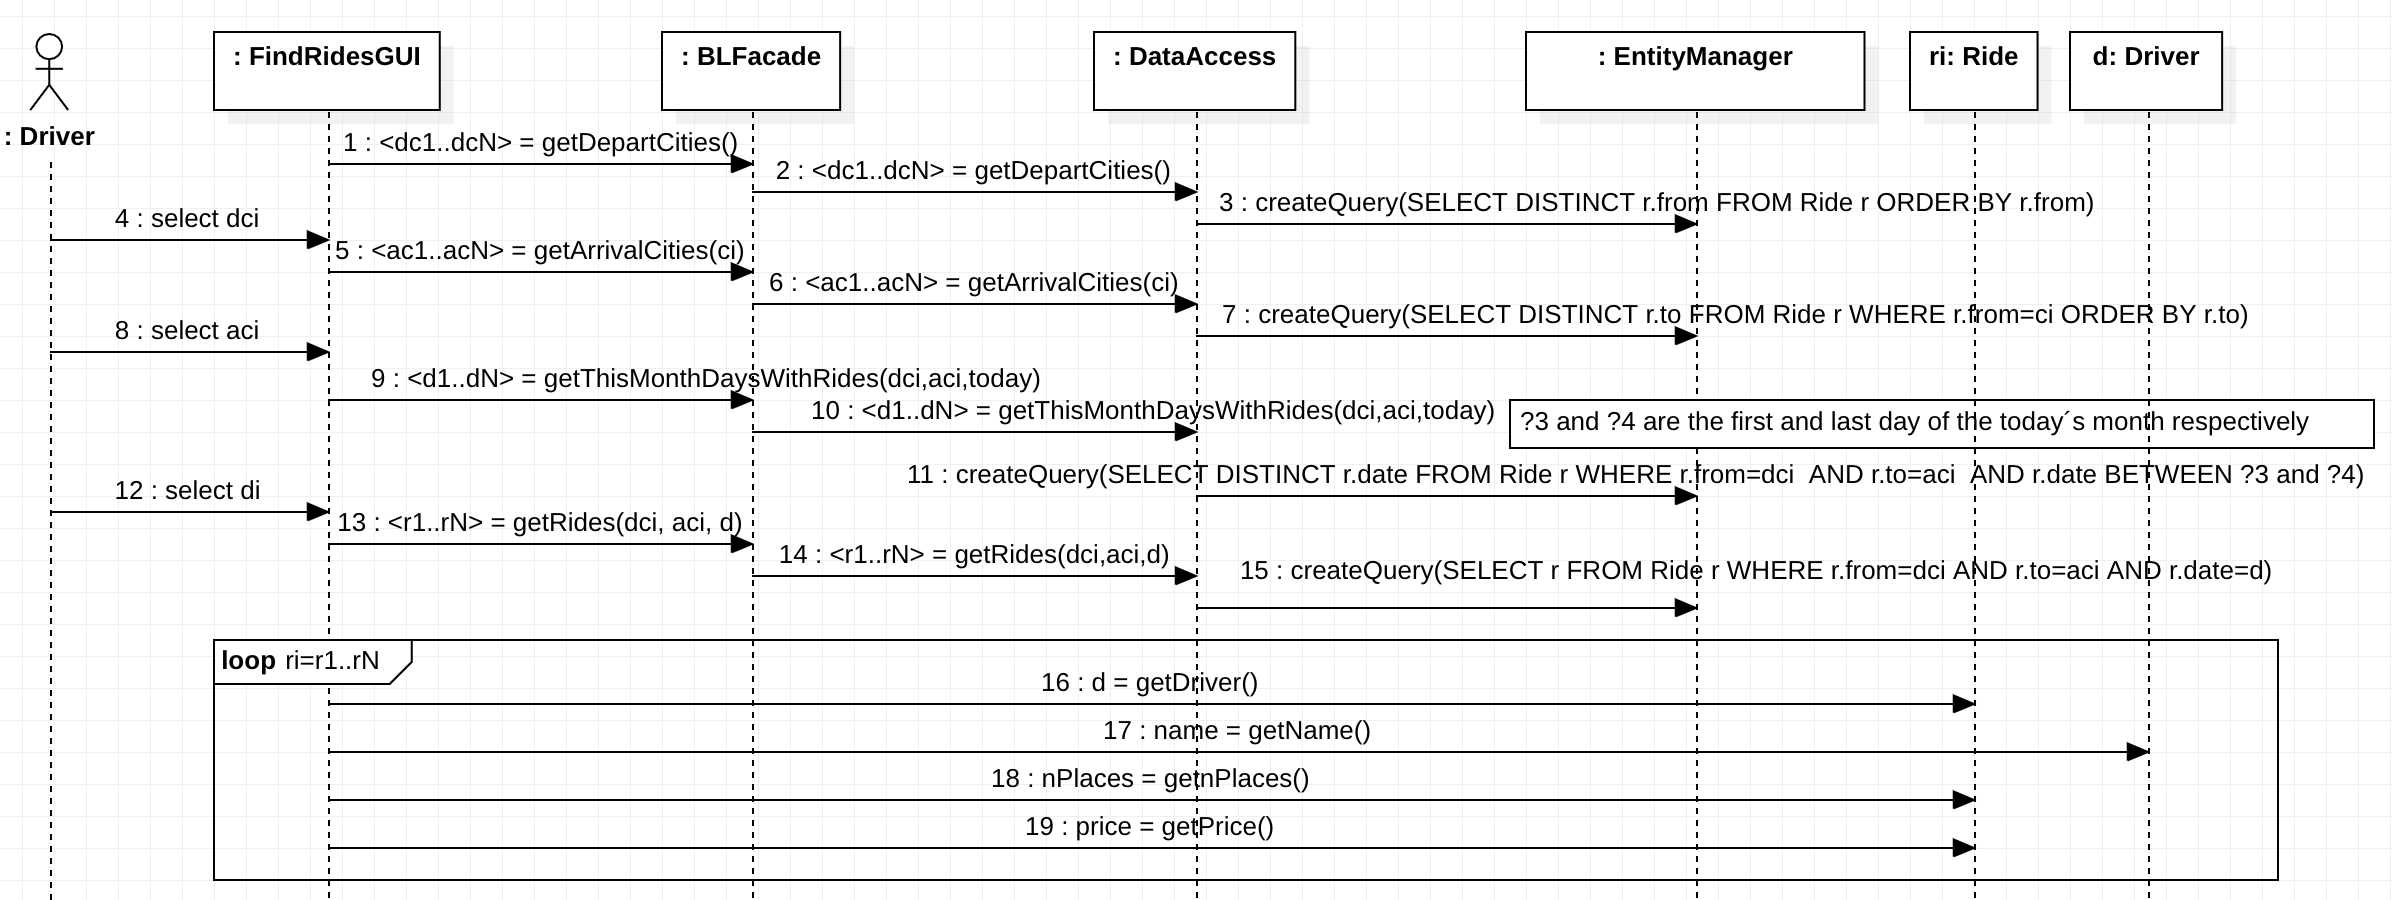 : FindRidesGUI
: BLFacade
: DataAccess
: EntityManager
ri: Ride
d: Driver
: Driver
1 : <dc1..dcN> = getDepartCities()
2 : <dc1..dcN> = getDepartCities()
3 : createQuery(SELECT DISTINCT r.from FROM Ride r ORDER BY r.from)
4 : select dci
5 : <ac1..acN> = getArrivalCities(ci)
6 : <ac1..acN> = getArrivalCities(ci)
7 : createQuery(SELECT DISTINCT r.to FROM Ride r WHERE r.from=ci ORDER BY r.to)
8 : select aci
9 : <d1..dN> = getThisMonthDaysWithRides(dci,aci,today)
10 : <d1..dN> = getThisMonthDaysWithRides(dci,aci,today)
?3 and ?4 are the first and last day of the today´s month respectively
11 : createQuery(SELECT DISTINCT r.date FROM Ride r WHERE r.from=dci  AND r.to=aci  AND r.date BETWEEN ?3 and ?4)
12 : select di
13 : <r1..rN> = getRides(dci, aci, d)
14 : <r1..rN> = getRides(dci,aci,d)
15 : createQuery(SELECT r FROM Ride r WHERE r.from=dci AND r.to=aci AND r.date=d)
loop ri=r1..rN
16 : d = getDriver()
17 : name = getName()
18 : nPlaces = getnPlaces()
19 : price = getPrice()